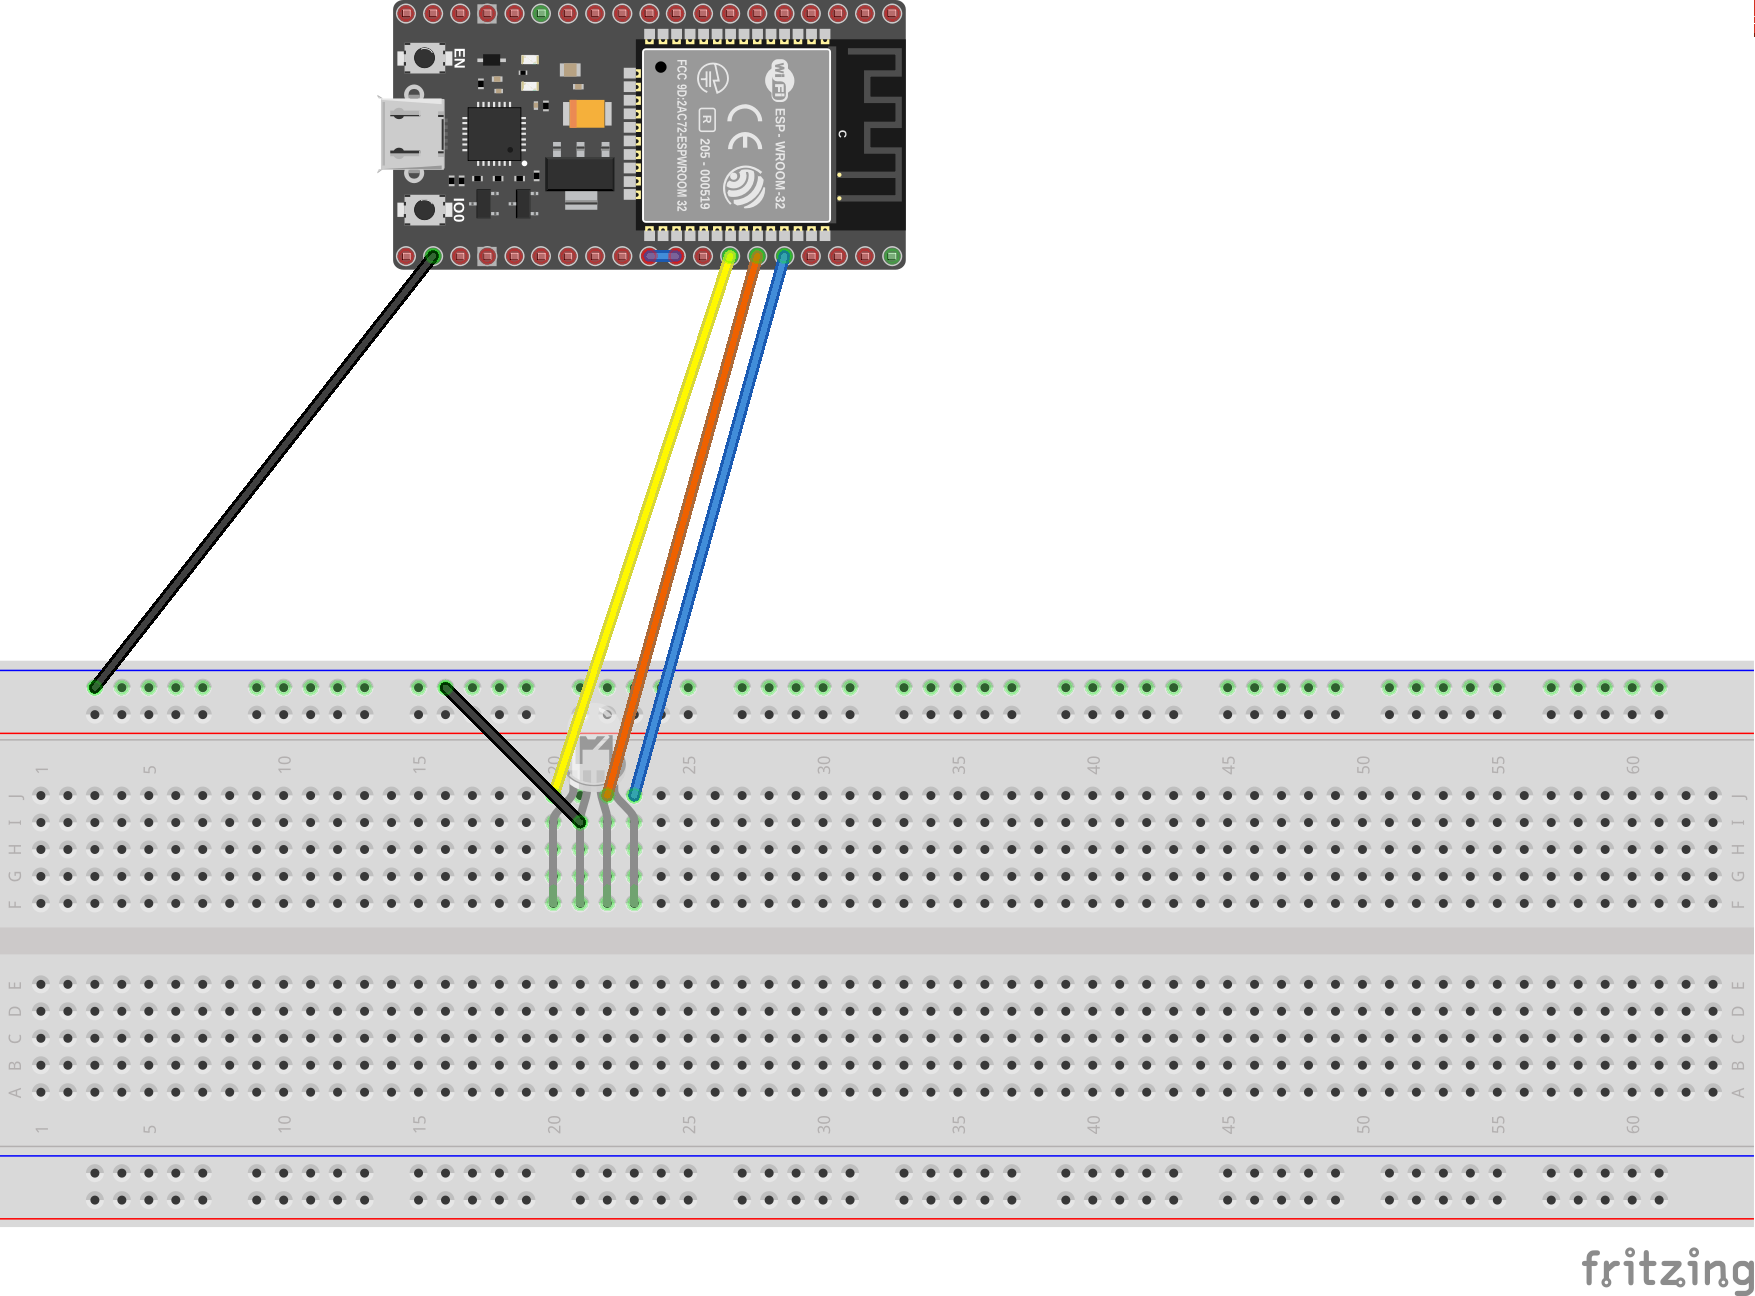 EN
IO0
FCC 9D:2AC72-ESPWROOM 32
R
205 - 000519
CE
Wi Fi
ESP - WROOM -32
C
1 5 10 15 20 25 30 35 40 45 50 55 60
J J
I I
H H
G G
F F
E E
D D
C C
B B
A A
1 5 10 15 20 25 30 35 40 45 50 55 60
fritzing